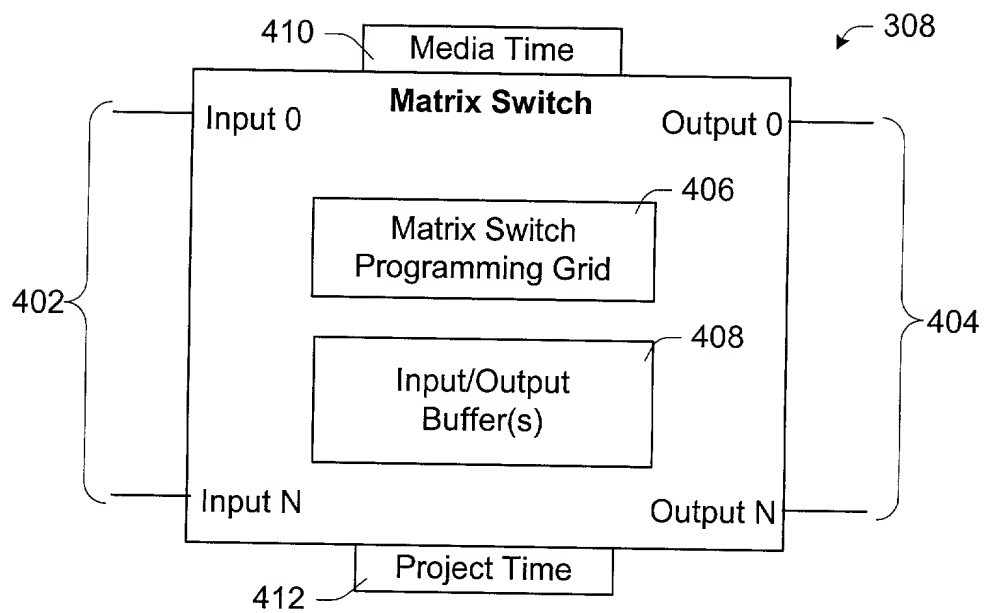 308
410
Media Time
Matrix Switch
Input 0
Output 0
406
Matrix Switch
Programming Grid
402
404
408
Input/Output
Buffer(s)
Input N
Output N
Project Time
412